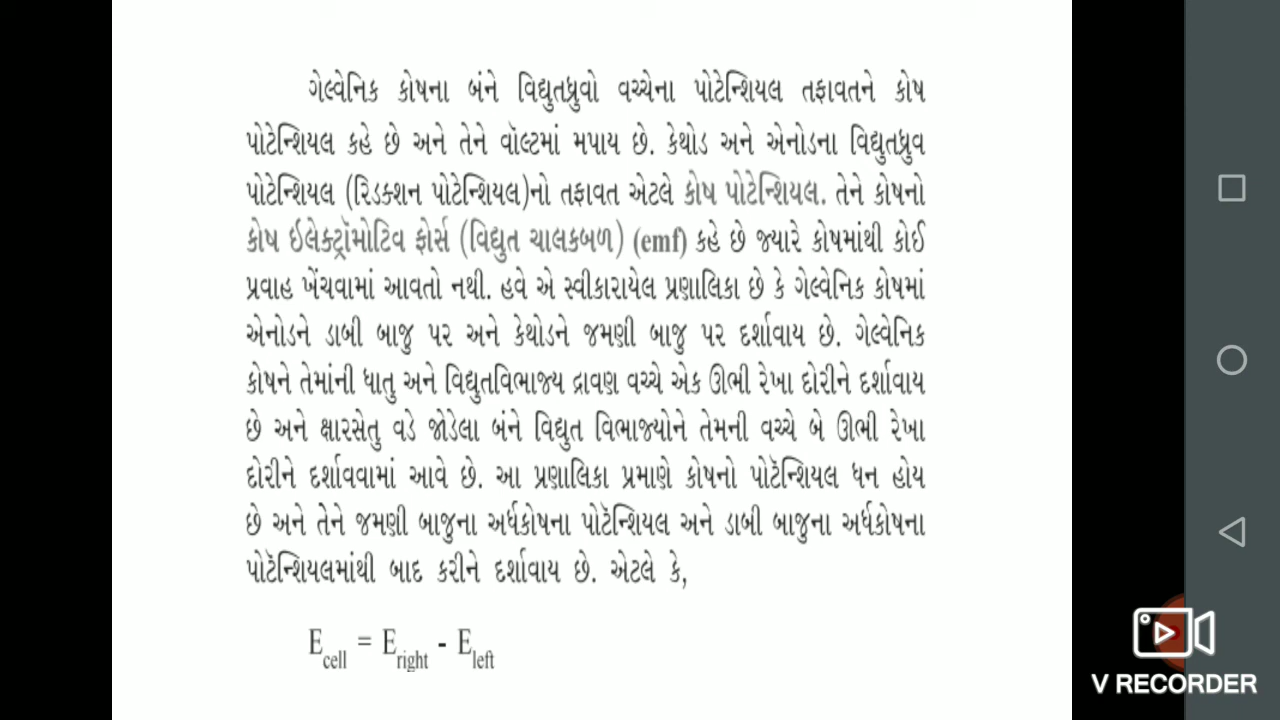 ગેલ્વેનિક કોષના બંને વિદ્યુતધ્રુવો વચ્ચેના પોટેન્શિયલ તફાવતને કોષ
પોટેન્શિયલ કહે છે અને તેને વૉલ્ટમાં મપાય છે. કેથોડ અને એનોડના વિદ્યુતધ્રુવ
પોટેન્શિયલ (રિડક્શન પોટેન્શિયલ)નો તફાવત એટલે કોષ પોટેન્શિયલ. તેને કોષનો
કોષ ઇલેક્ટ્રૉમોટિવ ફોર્સ (વિદ્યુત ચાલકબળ) (emf) કહે છે જ્યારે કોષમાંથી કોઈ
પ્રવાહ ખેંચવામાં આવતો નથી. હવે એ સ્વીકારાયેલ પ્રણાલિકા છે કે ગેલ્વેનિક કોષમાં
એનોડને ડાબી બાજુ પર અને કેથોડને જમણી બાજુ પર દર્શાવાય છે. ગેલ્વેનિક
કોષને તેમાંની ધાતુ અને વિદ્યુતવિભાજ્ય દ્રાવણ વચ્ચે એક ઊભી રેખા દોરીને દર્શાવાય
છે અને ક્ષારસેતુ વડે જોડેલા બંને વિદ્યુત વિભાજ્યોને તેમની વચ્ચે બે ઊભી રેખા
દોરીને દર્શાવવામાં આવે છે. આ પ્રણાલિકા પ્રમાણે કોષનો પોટૅન્શિયલ ધન હોય
છે અને તેને જમણી બાજુના અર્ધકોષના પોટૅન્શિયલ અને ડાબી બાજુના અર્ધકોષના
પોટૅન્શિયલમાંથી બાદ કરીને દર્શાવાય છે. એટલે કે,
E_cell = E_right - E_left
V RECORDER